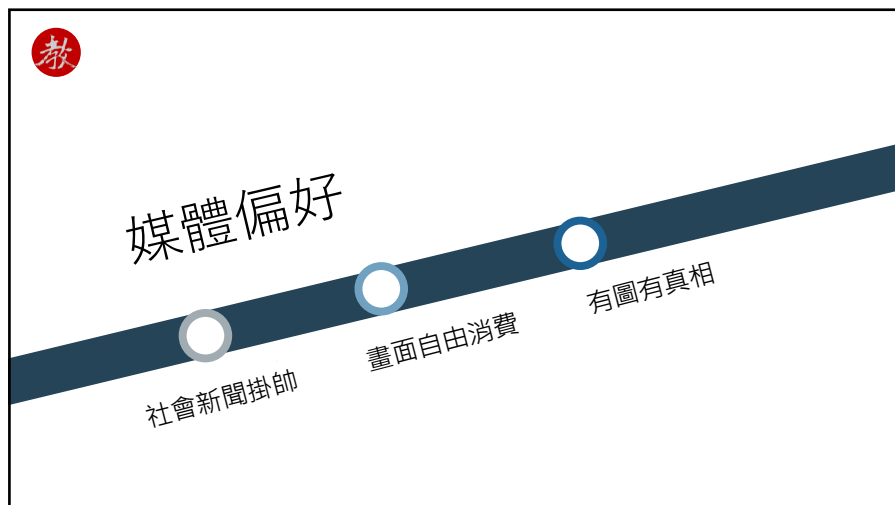 教
媒體偏好
社會新聞掛帥
畫面自由消費
有圖有真相